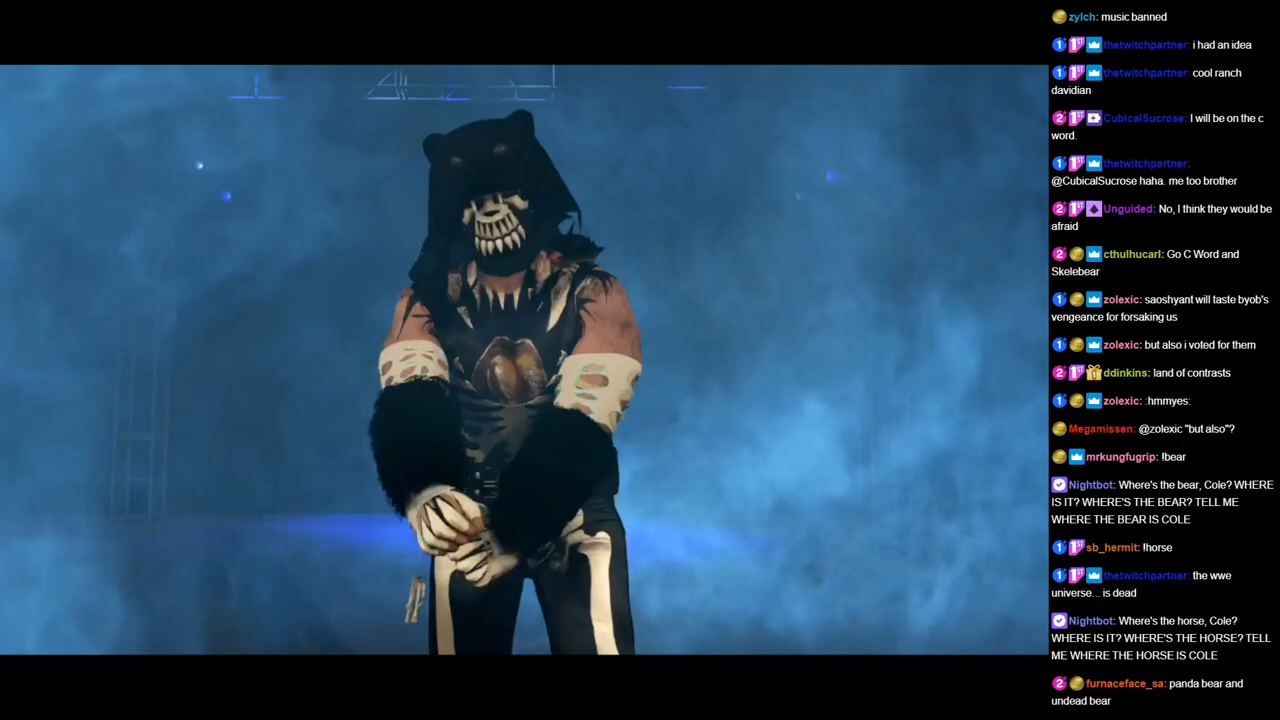 zylch: music banned
thetwitchpartner: i had an idea
thetwitchpartner: cool ranch
davidian
CubicalSucrose: I will be on the c
word.
thetwitchpartner:
@CubicalSucrose haha. me too brother
Unguided: No, I think they would be
afraid
cthulhucarl: Go C Word and
Skelebear
zolexic: saoshyant will taste byob's
vengeance for forsaking us
zolexic: but also i voted for them
ddinkins: land of contrasts
zolexic: :hmmyes:
Megamissen: @zolexic "but also"?
mrkungfugrip: !bear
Nightbot: Where's the bear, Cole? WHERE
IS IT? WHERE'S THE BEAR? TELL ME
WHERE THE BEAR IS COLE
sb_hermit: !horse
thetwitchpartner: the wwe
universe... is dead
Nightbot: Where's the horse, Cole?
WHERE IS IT? WHERE'S THE HORSE? TELL
ME WHERE THE HORSE IS COLE
furnaceface_sa: panda bear and
undead bear